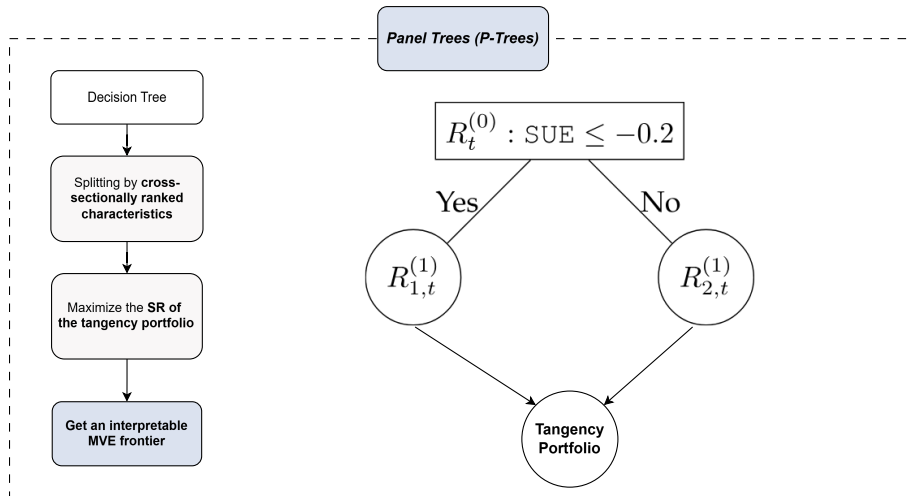 Panel Trees (P-Trees)
Decision Tree
Splitting by cross-
sectionally ranked
characteristics
Maximize the SR of
the tangency portfolio
Get an interpretable
MVE frontier
R_t^{(0)} : SUE ≤ −0.2
Yes
No
R_{1,t}^{(1)}
R_{2,t}^{(1)}
Tangency
Portfolio